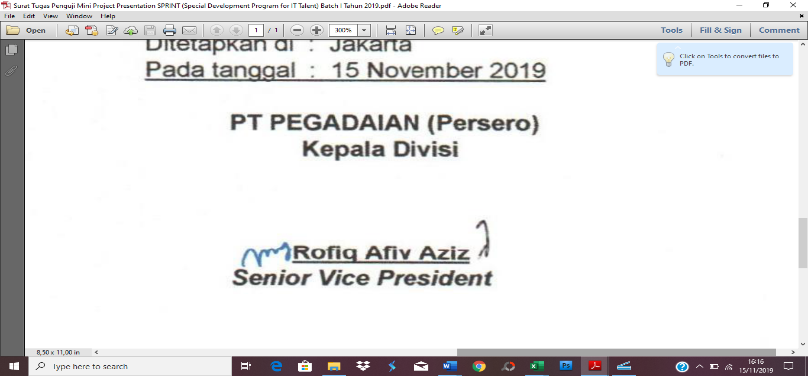 Surat Tugas Penguji Mini Project Presentation SPRINT (Special Development Program for IT Talent) Batch I Tahun 2019.pdf - Adobe Reader
File Edit View Window Help
Open 1 / 1 300% Tools Fill & Sign Comment
Click on Tools to convert files to PDF.
Ditetapkan di : Jakarta
Pada tanggal : 15 November 2019
PT PEGADAIAN (Persero)
Kepala Divisi
Rofiq Afiv Aziz
Senior Vice President
8,50 x 11,00 in
Type here to search
16:16
15/11/2019